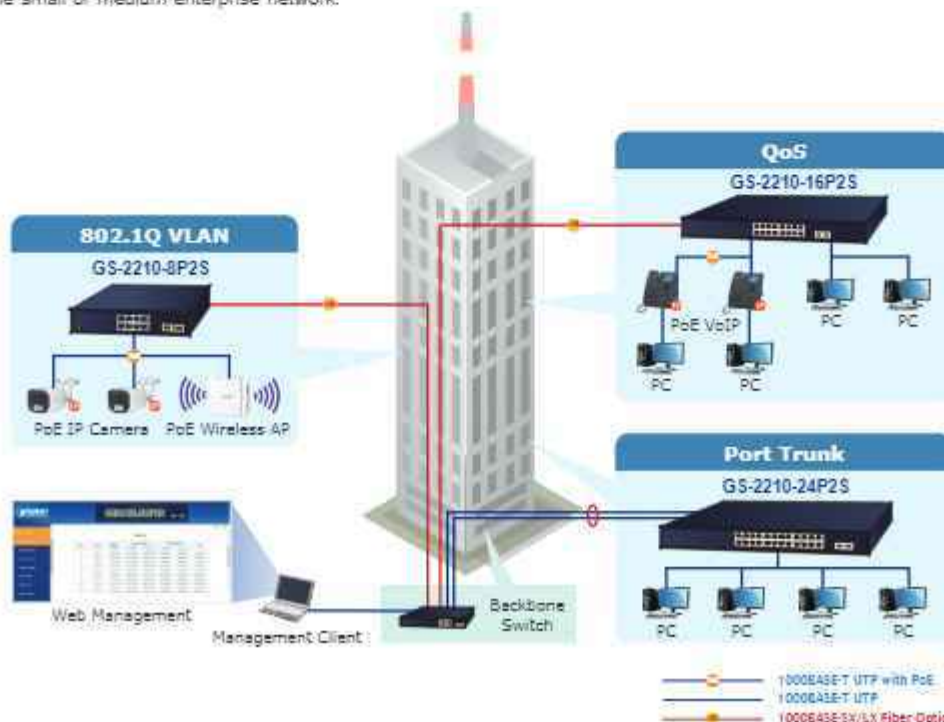 small or medium enterprise network.
QoS
GS-2210-16P2S
PoE VoIP
PC
PC
PC
PC
802.1Q VLAN
GS-2210-8P2S
PoE IP Camera
PoE Wireless AP
Port Trunk
GS-2210-24P2S
PC
PC
PC
PC
Web Management
Management Client
Backbone
Switch
1000BASE-T UTP with PoE
1000BASE-T UTP
1000BASE-SX/LX Fiber-Optic